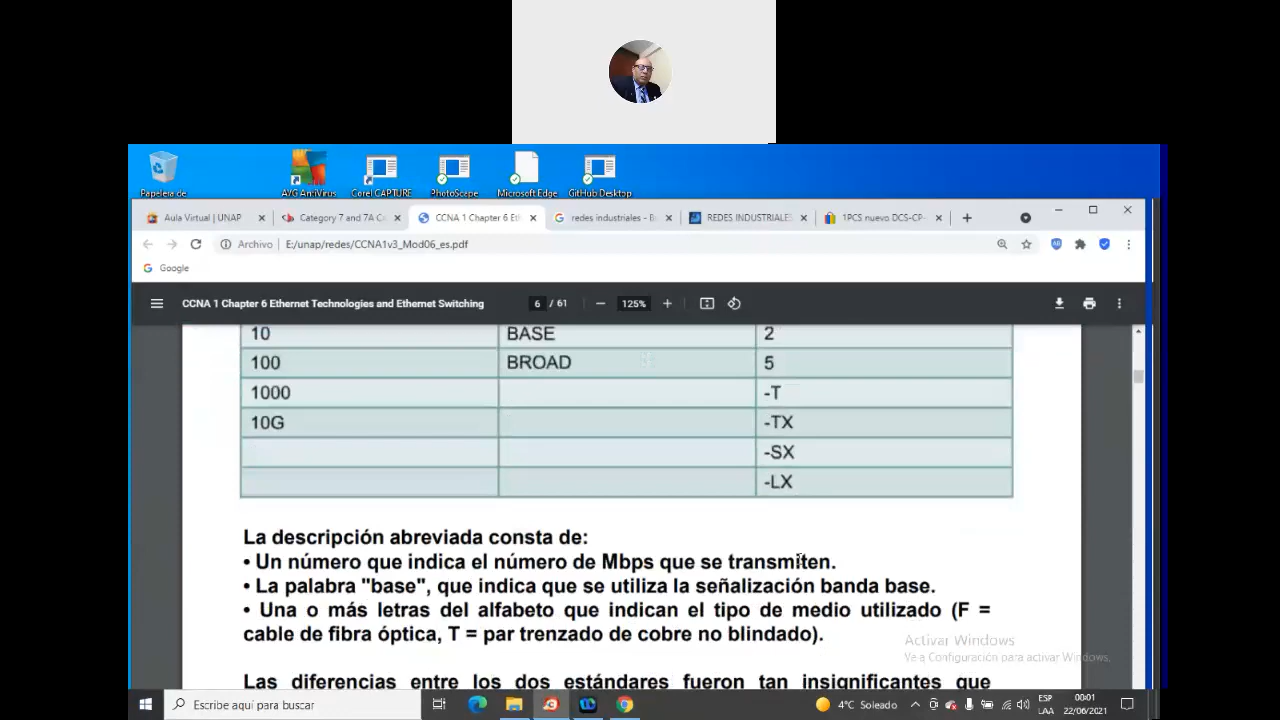 Papelera de
AVG AntiVirus
Corel CAPTURE
PhotoScape
Microsoft Edge
GitHub Desktop
Aula Virtual | UNAP
Category 7 and 7A C
CCNA 1 Chapter 6 Eth
redes industriales - B
REDES INDUSTRIALES
1PCS nuevo DCS-CP-
Archivo E:/unap/redes/CCNA1v3_Mod06_es.pdf
Google
CCNA 1 Chapter 6 Ethernet Technologies and Ethernet Switching 6 / 61 125%
10 BASE 2
100 BROAD 5
1000 -T
10G -TX
-SX
-LX
La descripción abreviada consta de:
• Un número que indica el número de Mbps que se transmiten.
• La palabra "base", que indica que se utiliza la señalización banda base.
• Una o más letras del alfabeto que indican el tipo de medio utilizado (F =
cable de fibra óptica, T = par trenzado de cobre no blindado).
Activar Windows
Ve a Configuración para activar Windows.
Las diferencias entre los dos estándares fueron tan insignificantes que
Escribe aquí para buscar
4°C Soleado
ESP
LAA
00:01
22/06/2021